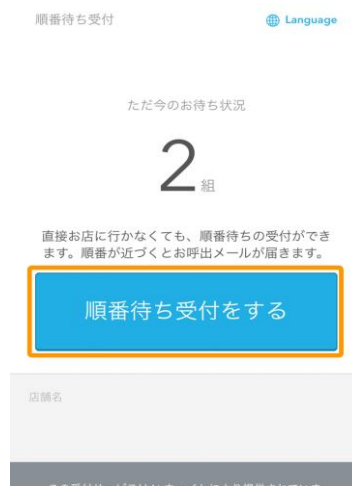 順番待ち受付
Language
ただ今のお待ち状況
2組
直接お店に行かなくても、順番待ちの受付ができ
ます。順番が近づくとお呼出メールが届きます。
順番待ち受付をする
店舗名